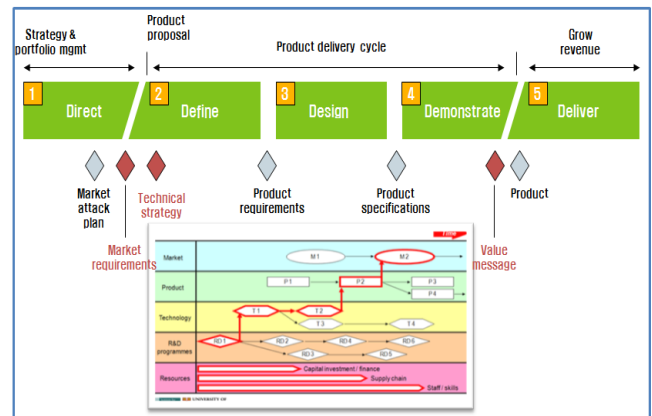 Strategy &
portfolio mgmt
Product
proposal
Product delivery cycle
Grow
revenue
1
Direct
2
Define
3
Design
4
Demonstrate
5
Deliver
Market
attack
plan
Market
requirements
Technical
strategy
Product
requirements
Product
specifications
Value
message
Product
Time
Market
M1
M2
Product
P1
P2
P3
P4
Technology
T1
T2
T3
T4
R&D
programmes
RD1
RD2
RD4
RD6
RD3
RD5
Resources
Capital investment / finance
Supply chain
Staff / skills
UNIVERSITY OF